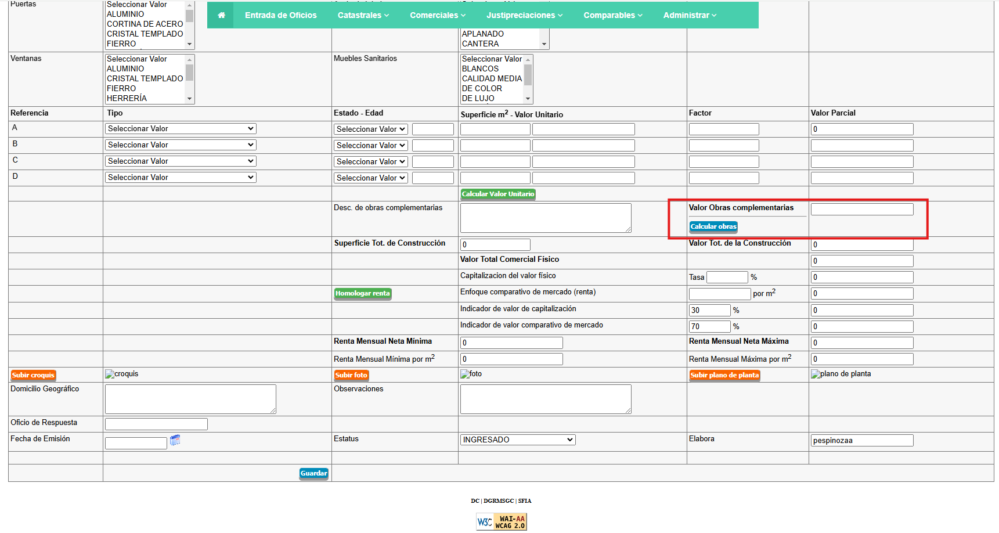 Puertas
Seleccionar Valor
ALUMINIO
CORTINA DE ACERO
CRISTAL TEMPLADO
FIERRO
Entrada de Oficios Catastrales Comerciales Justipreciaciones Comparables Administrar
APLANADO
CANTERA
Ventanas
Seleccionar Valor
ALUMINIO
CRISTAL TEMPLADO
FIERRO
HERRERÍA
Muebles Sanitarios
Seleccionar Valor
BLANCOS
CALIDAD MEDIA
DE COLOR
DE LUJO
Referencia Tipo Estado - Edad Superficie m2 - Valor Unitario Factor Valor Parcial
A Seleccionar Valor Seleccionar Valor 0
B Seleccionar Valor Seleccionar Valor
C Seleccionar Valor Seleccionar Valor
D Seleccionar Valor Seleccionar Valor
Calcular Valor Unitario
Desc. de obras complementarias Valor Obras complementarias
Calcular obras
Superficie Tot. de Construcción 0 Valor Tot. de la Construcción 0
Valor Total Comercial Físico 0
Capitalizacion del valor físico Tasa % 0
Homologar renta Enfoque comparativo de mercado (renta) por m2 0
Indicador de valor de capitalización 30 % 0
Indicador de valor comparativo de mercado 70 % 0
Renta Mensual Neta Mínima 0 Renta Mensual Neta Máxima 0
Renta Mensual Mínima por m2 0 Renta Mensual Máxima por m2 0
Subir croquis croquis Subir foto foto Subir plano de planta plano de planta
Domicilio Geográfico Observaciones
Oficio de Respuesta
Fecha de Emisión Estatus INGRESADO Elabora pespinozaa
Guardar
DC | DGRMSGC | SFIA
W3C WAI-AA
WCAG 2.0